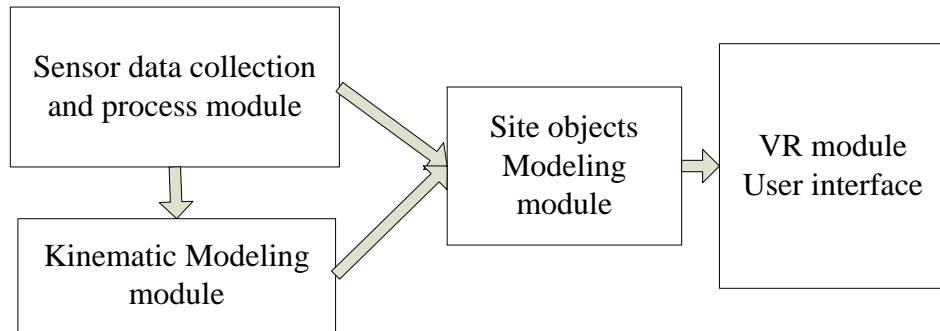 Sensor data collection
and process module
Kinematic Modeling
module
Site objects
Modeling
module
VR module
User interface